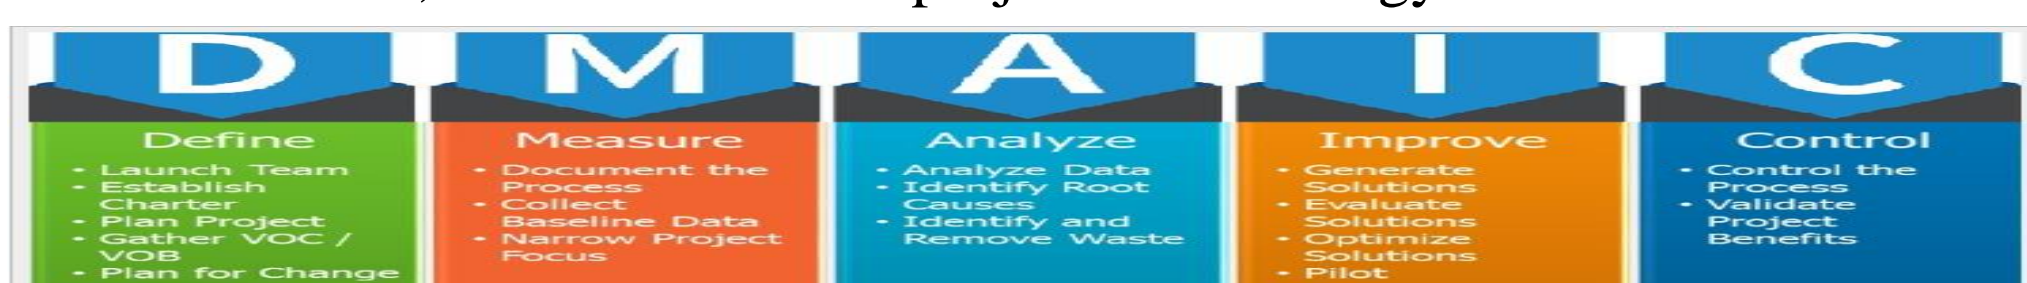 D M A I C
Define
• Launch Team
• Establish
Charter
• Plan Project
• Gather VOC /
VOB
• Plan for Change
Measure
• Document the
Process
• Collect
Baseline Data
• Narrow Project
Focus
Analyze
• Analyze Data
• Identify Root
Causes
• Identify and
Remove Waste
Improve
• Generate
Solutions
• Evaluate
Solutions
• Optimize
Solutions
• Pilot
Control
• Control the
Process
• Validate
Project
Benefits